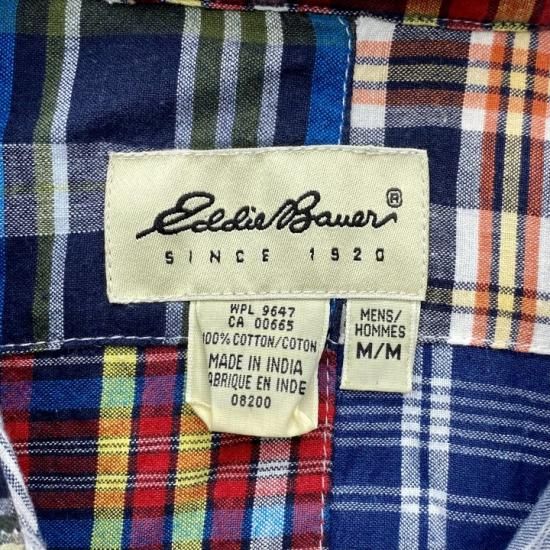 Eddie Bauer®
SINCE 1920
WPL 9647
CA 00665
100% COTTON/COTON
MADE IN INDIA
FABRIQUE EN INDE
08200
MENS/
HOMMES
M/M